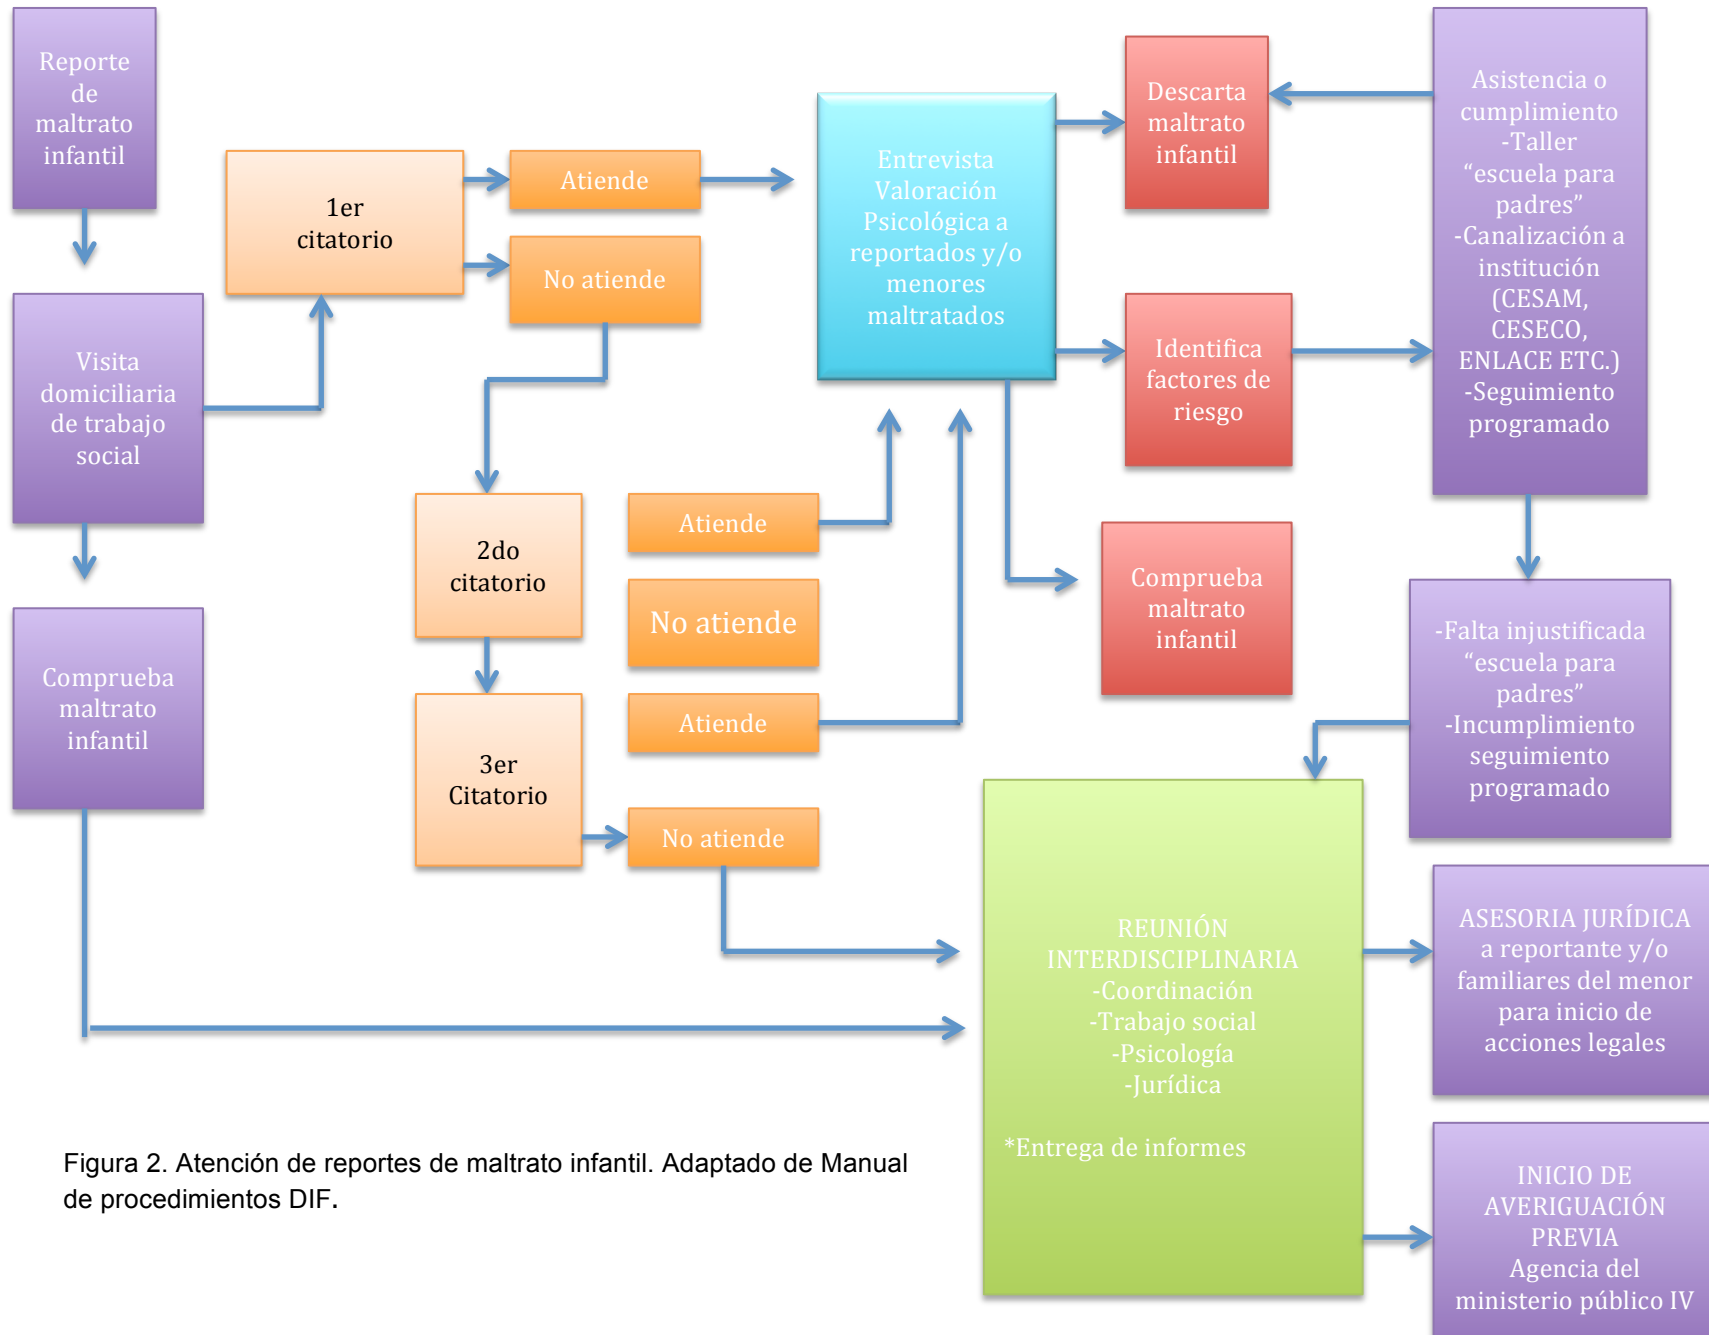 Reporte
de
maltrato
infantil
Visita
domiciliaria
de trabajo
social
Comprueba
maltrato
infantil
1er
citatorio
Atiende
No atiende
2do
citatorio
3er
Citatorio
Atiende
No atiende
Atiende
No atiende
Entrevista
Valoración
Psicológica a
reportados y/o
menores
maltratados
Descarta
maltrato
infantil
Identifica
factores de
riesgo
Comprueba
maltrato
infantil
Asistencia o
cumplimiento
-Taller
“escuela para
padres”
-Canalización a
institución
(CESAM,
CESECO,
ENLACE ETC.)
-Seguimiento
programado
-Falta injustificada
“escuela para
padres”
-Incumplimiento
seguimiento
programado
REUNIÓN
INTERDISCIPLINARIA
-Coordinación
-Trabajo social
-Psicología
-Jurídica
*Entrega de informes
ASESORIA JURÍDICA
a reportante y/o
familiares del menor
para inicio de
acciones legales
INICIO DE
AVERIGUACIÓN
PREVIA
Agencia del
ministerio público IV
Figura 2. Atención de reportes de maltrato infantil. Adaptado de Manual
de procedimientos DIF.